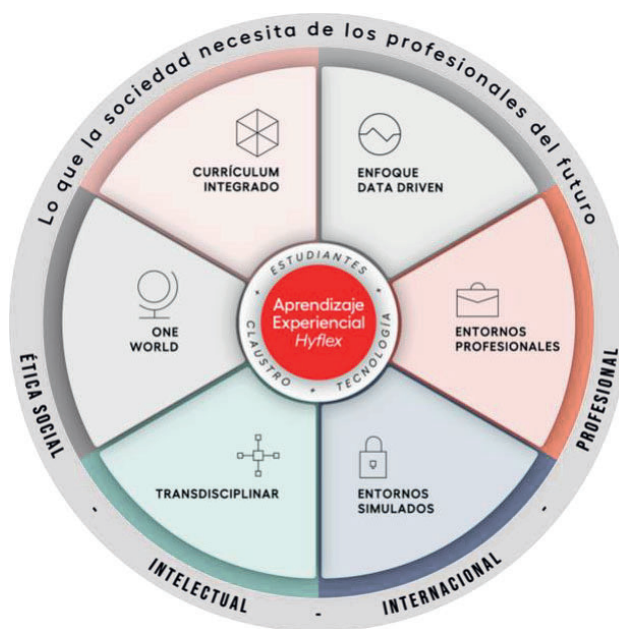 Lo que la sociedad necesita de los profesionales del futuro
CURRÍCULUM
INTEGRADO
ENFOQUE
DATA DRIVEN
ONE
WORLD
ESTUDIANTES
CLAUSTRO
TECNOLOGÍA
Aprendizaje
Experiencial
Hyflex
ENTORNOS
PROFESIONALES
TRANSDISCIPLINAR
ENTORNOS
SIMULADOS
ÉTICA SOCIAL - INTELECTUAL - INTERNACIONAL - PROFESIONAL